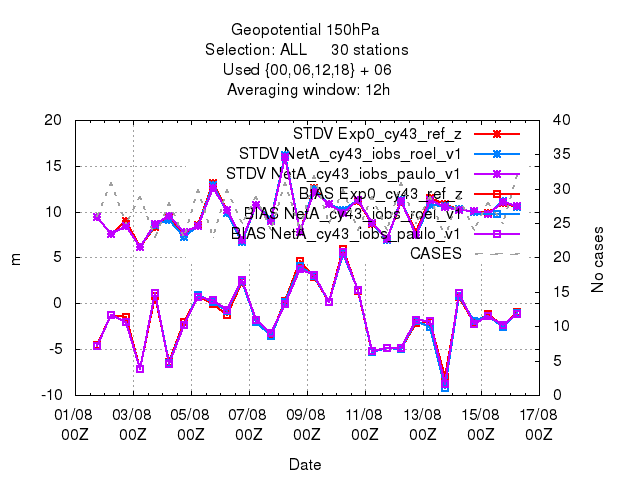 Geopotential 150hPa
Selection: ALL 30 stations
Used {00,06,12,18} + 06
Averaging window: 12h
20 40
STDV Exp0_cy43_ref_z
STDV NetA_cy43_iobs_roel_v1
STDV NetA_cy43_iobs_paulo_v1
BIAS Exp0_cy43_ref_z
BIAS NetA_cy43_iobs_roel_v1
BIAS NetA_cy43_iobs_paulo_v1
CASES
15
10
5
0
-5
-10
m
35
30
25
20
15
10
5
0
No cases
01/08 03/08 05/08 07/08 09/08 11/08 13/08 15/08 17/08
00Z 00Z 00Z 00Z 00Z 00Z 00Z 00Z 00Z
Date